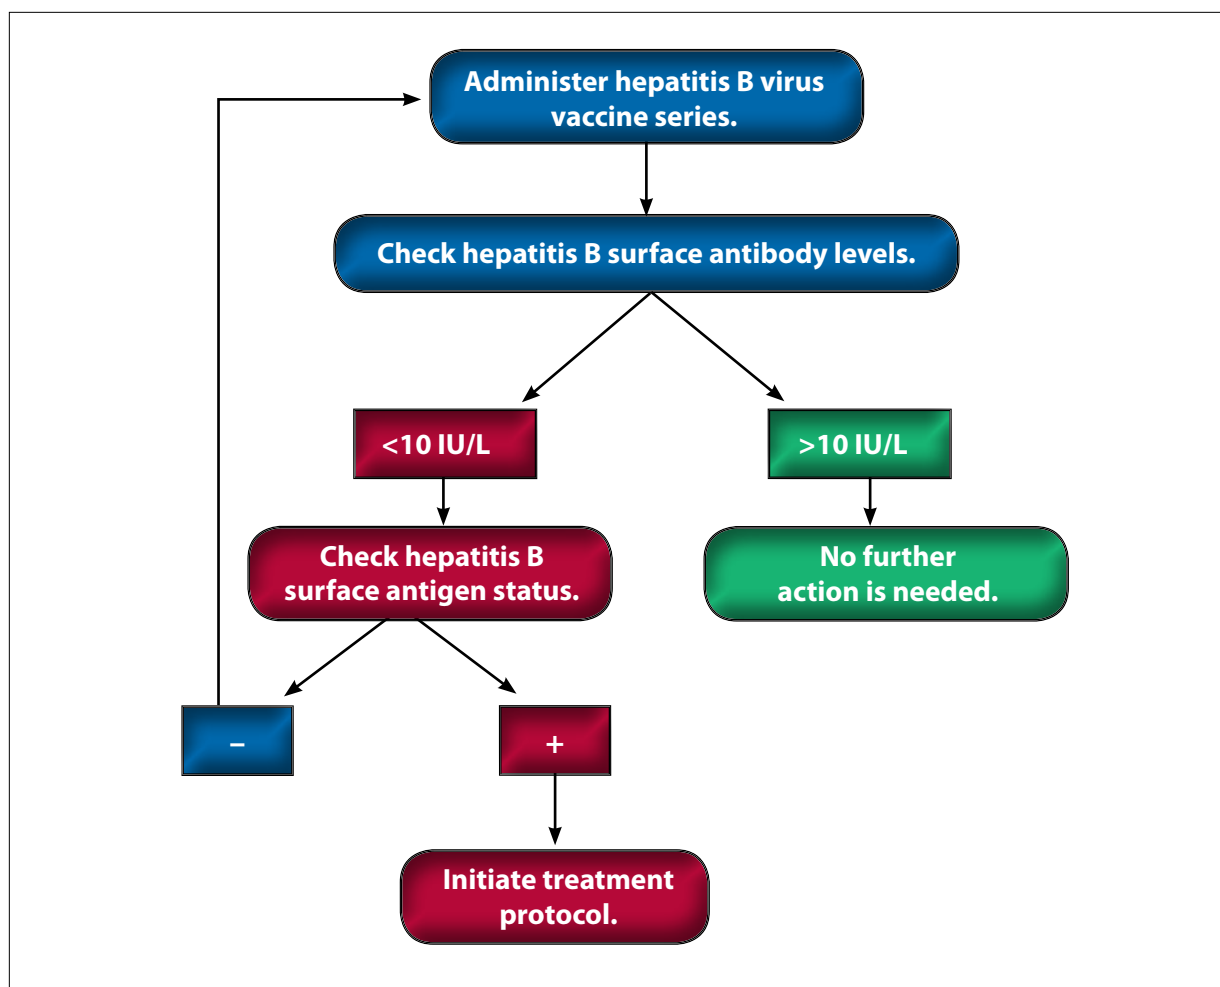 Administer hepatitis B virus
vaccine series.
Check hepatitis B surface antibody levels.
<10 IU/L
>10 IU/L
Check hepatitis B
surface antigen status.
No further
action is needed.
–
+
Initiate treatment
protocol.